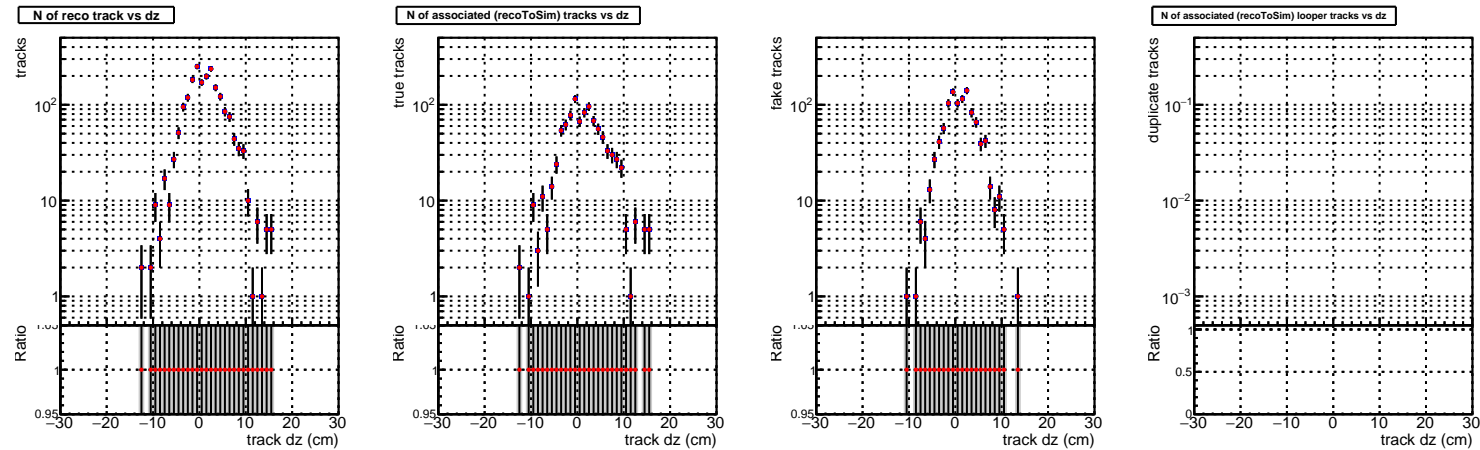 N of reco track vs dz
tracks
10²
10
1
Ratio
1
0.95
−30 −20 −10 0 10 20 30
track dz (cm)
N of associated (recoToSim) tracks vs dz
true tracks
10²
10
1
Ratio
1
0.95
−30 −20 −10 0 10 20 30
track dz (cm)
fake tracks
10²
10
1
Ratio
1
0.95
−30 −20 −10 0 10 20 30
track dz (cm)
N of associated (recoToSim) looper tracks vs dz
duplicate tracks
10⁻¹
10⁻²
10⁻³
Ratio
1
0.5
0
−30 −20 −10 0 10 20 30
track dz (cm)